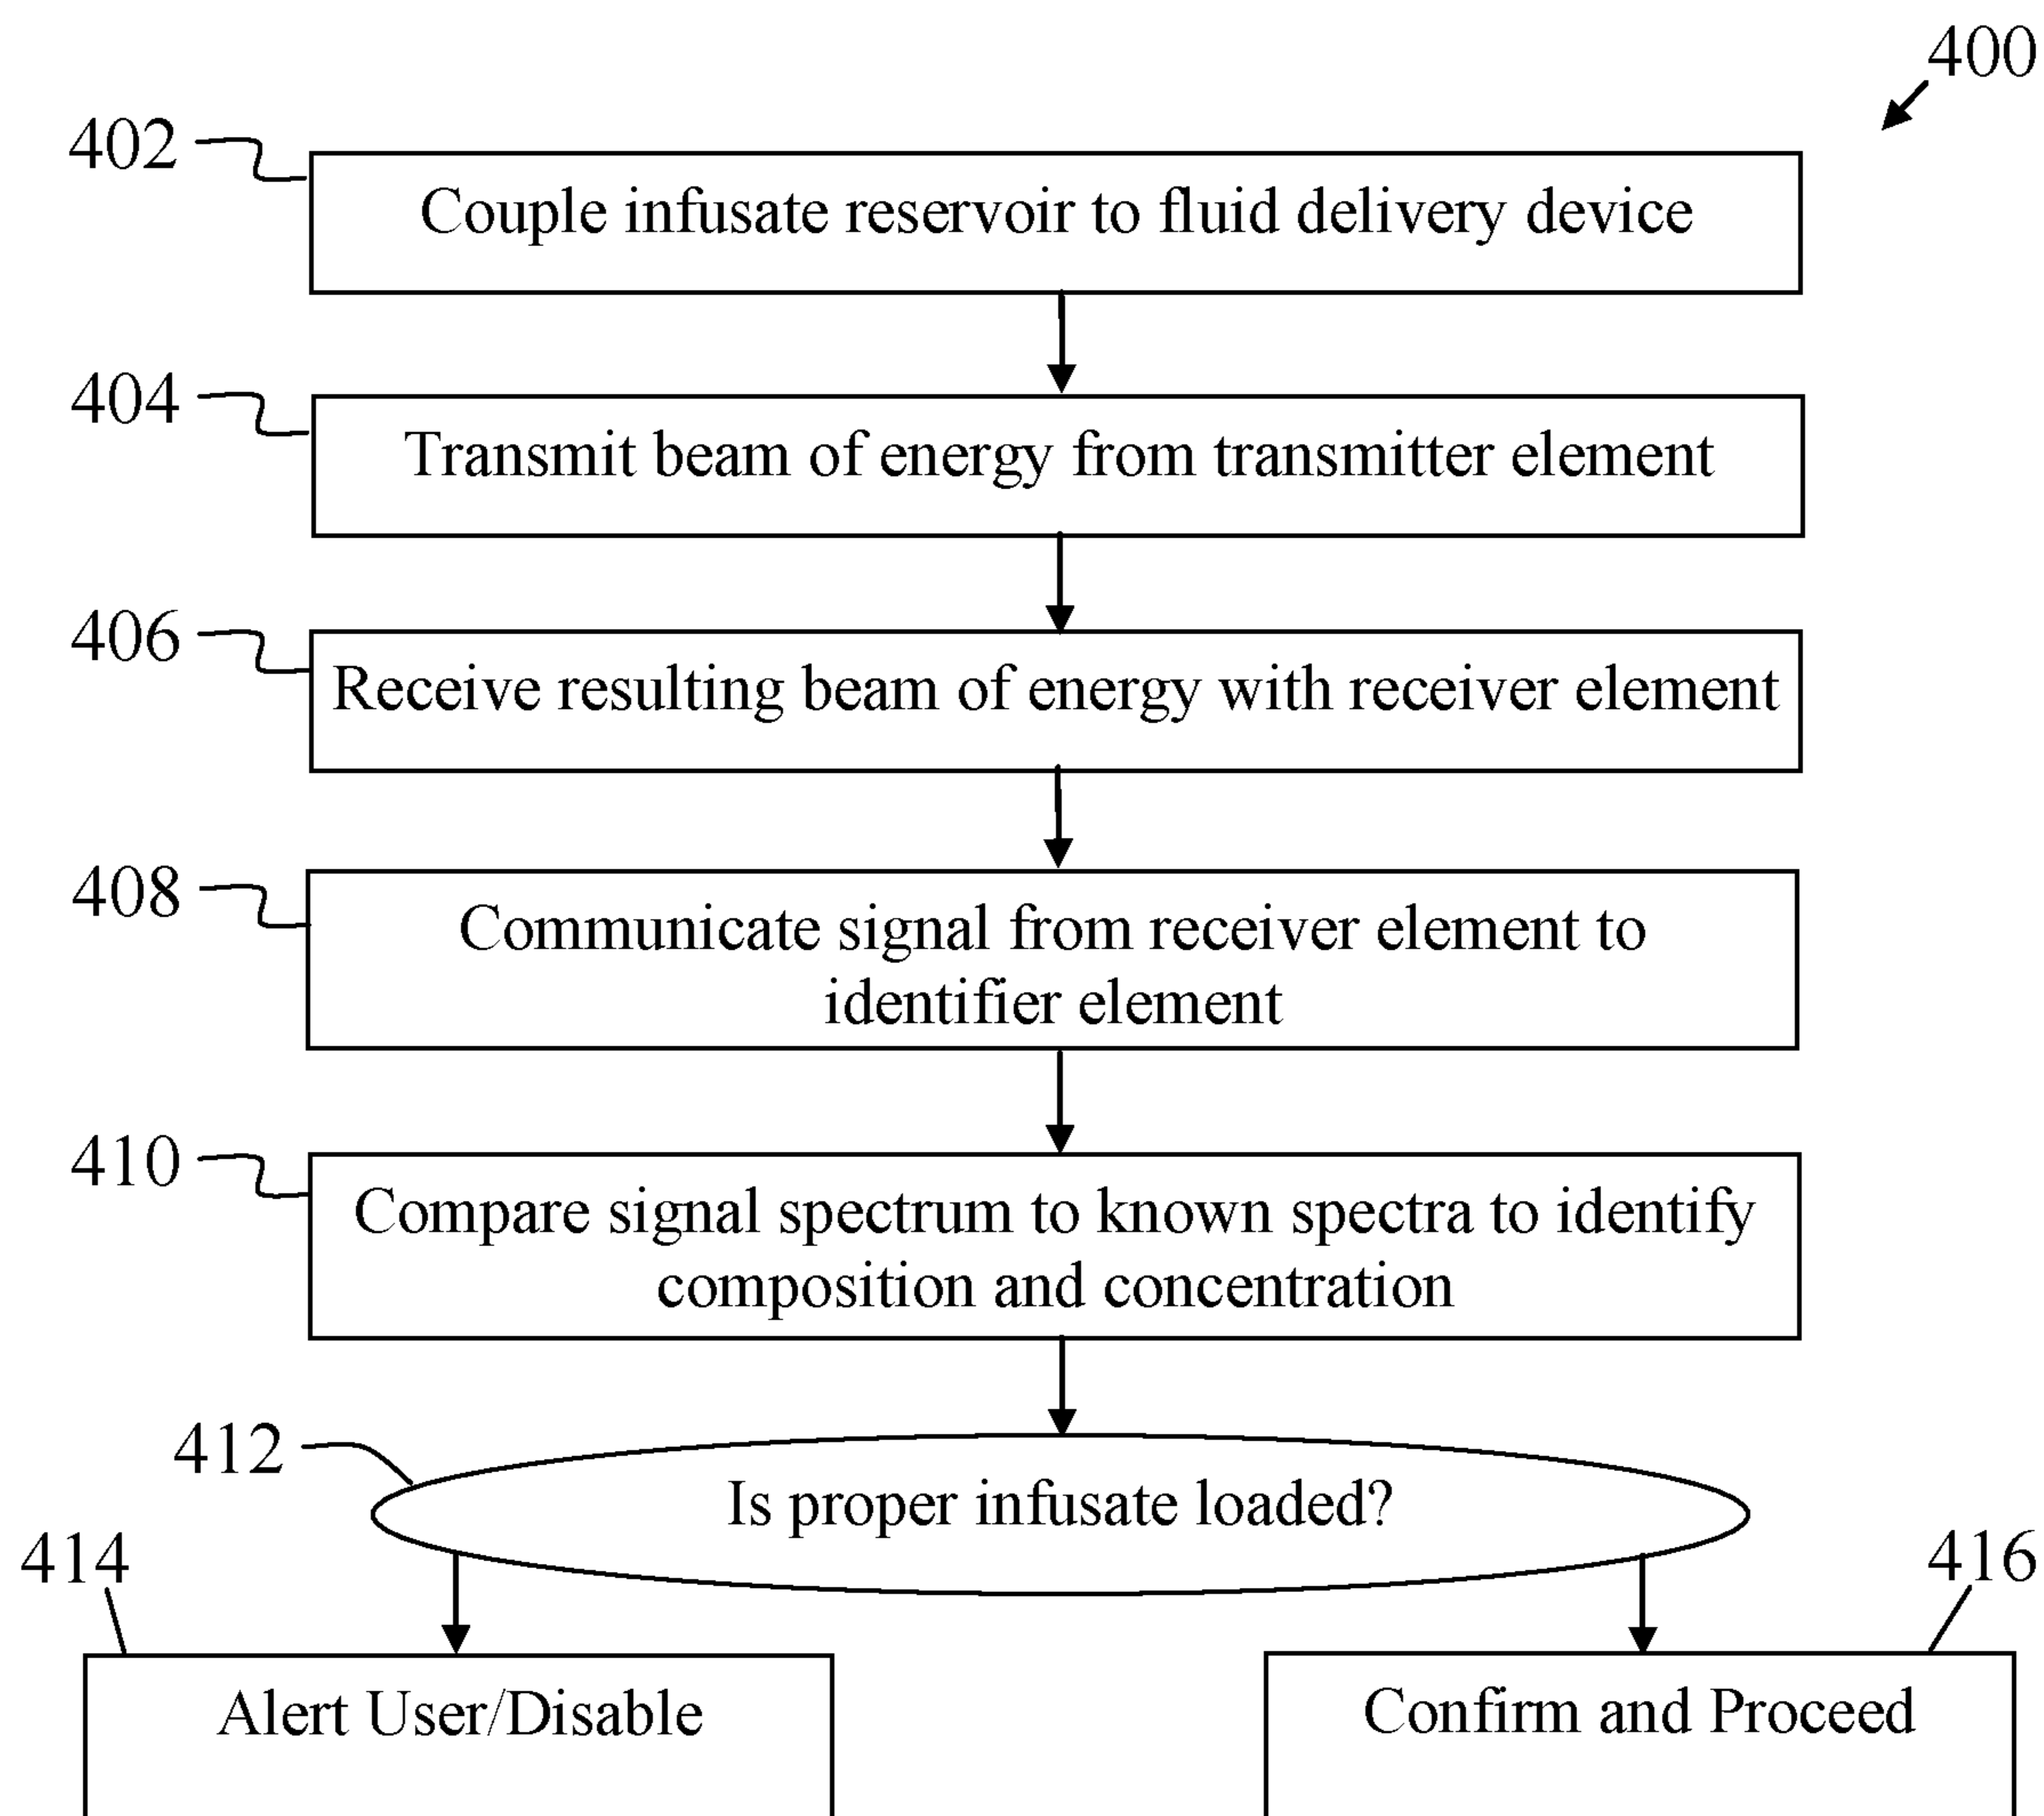 400
402
Couple infusate reservoir to fluid delivery device
404
Transmit beam of energy from transmitter element
406
Receive resulting beam of energy with receiver element
408
Communicate signal from receiver element to
identifier element
410
Compare signal spectrum to known spectra to identify
composition and concentration
412
Is proper infusate loaded?
414
416
Alert User/Disable
Confirm and Proceed